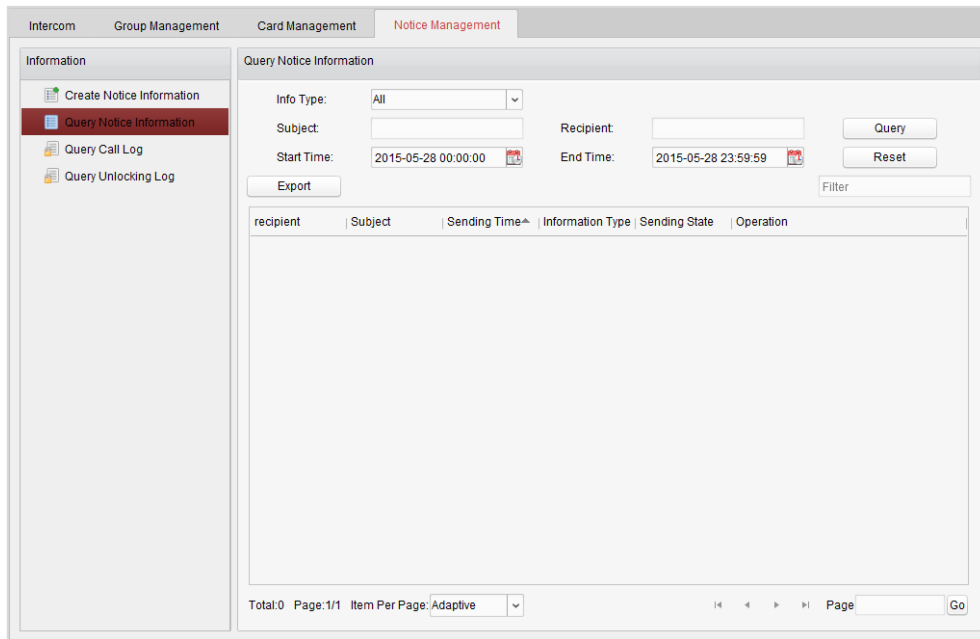 Intercom Group Management Card Management Notice Management
Information
Create Notice Information
Query Notice Information
Query Call Log
Query Unlocking Log
Query Notice Information
Info Type: All
Subject: Recipient: Query
Start Time: 2015-05-28 00:00:00 End Time: 2015-05-28 23:59:59 Reset
Export Filter
recipient Subject Sending Time Information Type Sending State Operation
Total:0 Page:1/1 Item Per Page: Adaptive Page Go